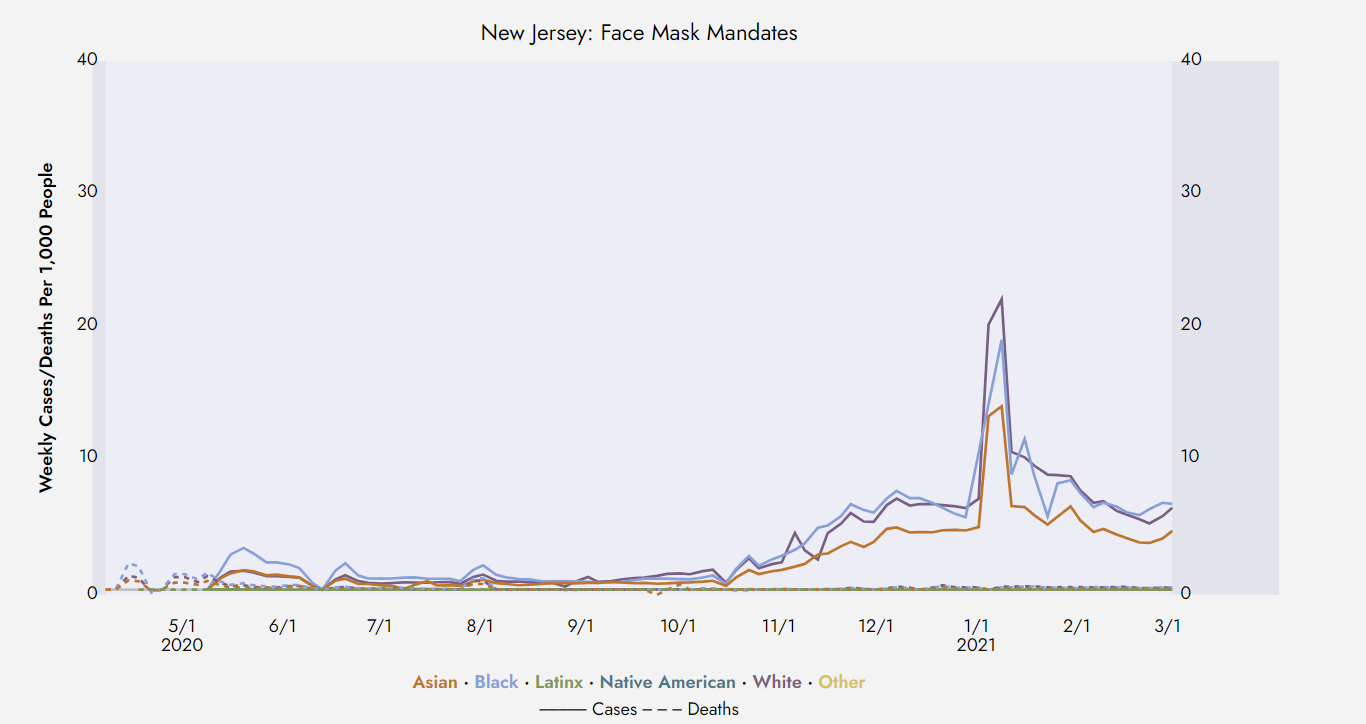 New Jersey: Face Mask Mandates
Weekly Cases/Deaths Per 1,000 People
40 40
30 30
20 20
10 10
0 0
5/1 6/1 7/1 8/1 9/1 10/1 11/1 12/1 1/1 2/1 3/1
2020 2021
Asian · Black · Latinx · Native American · White · Other
Cases Deaths